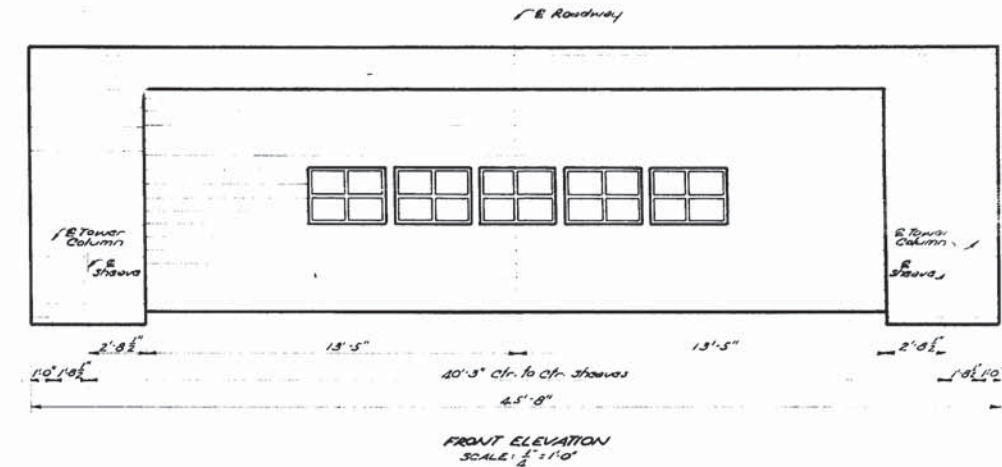 ℄ Roadway
℄ Tower
Column
℄
Sheave
℄ Tower
Column
℄
Sheave
2'-8½" 17'-5" 17'-5" 2'-8½"
1'-0" 1'-8½" 40'-3" Ctr. to Ctr. Sheaves 1'-8½" 1'-0"
45'-8"
FRONT ELEVATION
SCALE: ¼" = 1'-0"